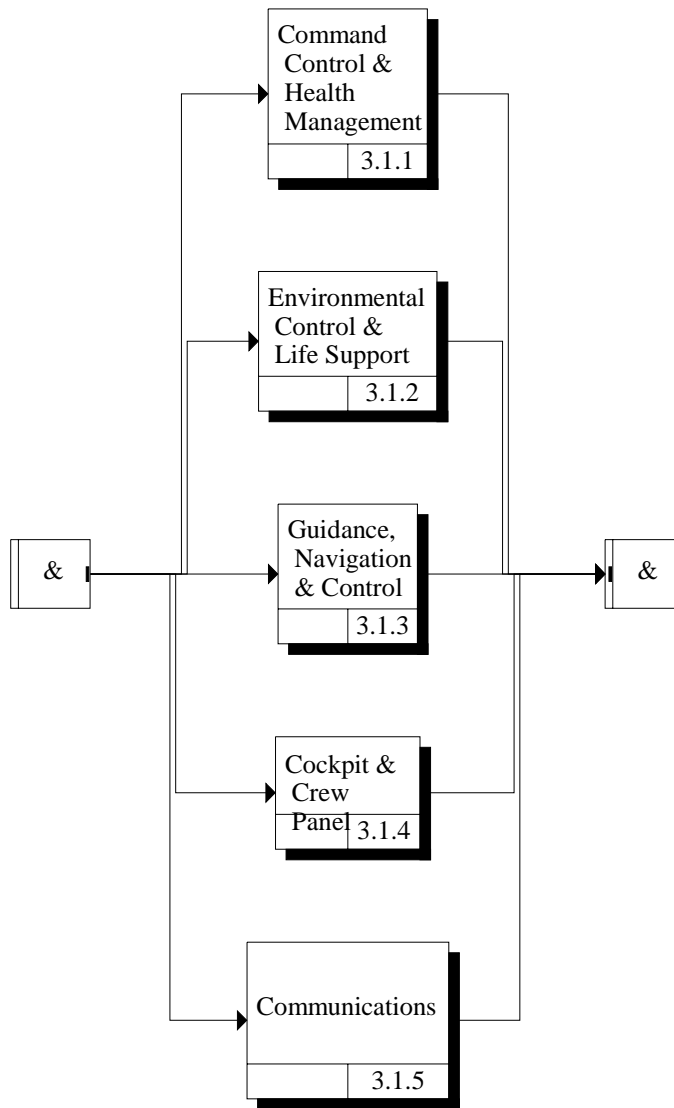 Command
Control &
Health
Management
3.1.1
Environmental
Control &
Life Support
3.1.2
&
Guidance,
Navigation
& Control
3.1.3
&
Cockpit &
Crew
Panel
3.1.4
Communications
3.1.5